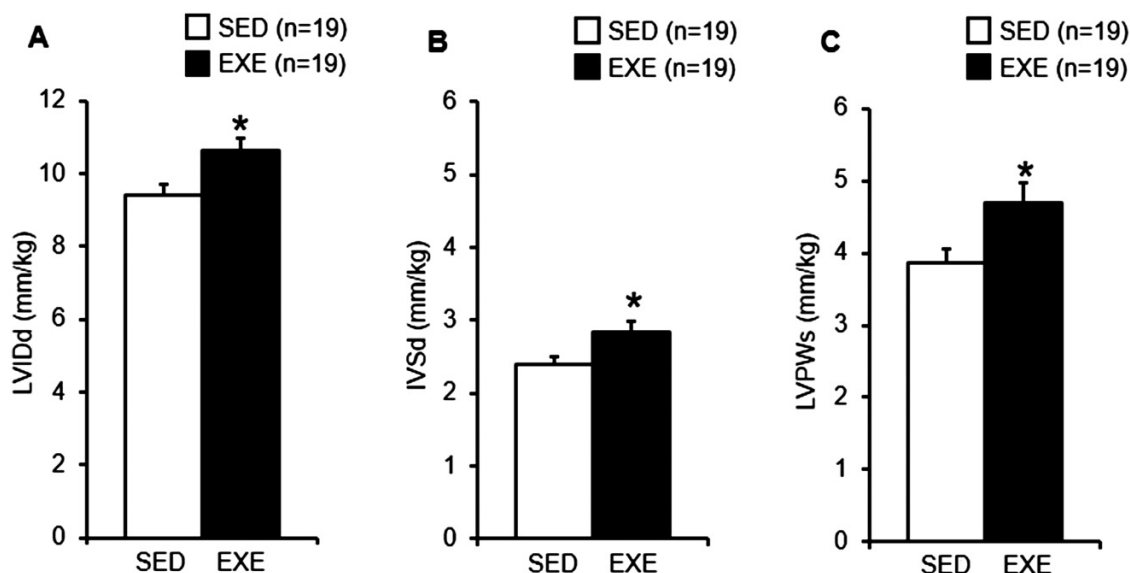 A
SED (n=19)
EXE (n=19)
LVIDd (mm/kg)
12
10
8
6
4
2
0
*
SED
EXE
B
SED (n=19)
EXE (n=19)
IVSd (mm/kg)
6
5
4
3
2
1
0
*
SED
EXE
C
SED (n=19)
EXE (n=19)
LVPWs (mm/kg)
6
5
4
3
2
1
0
*
SED
EXE